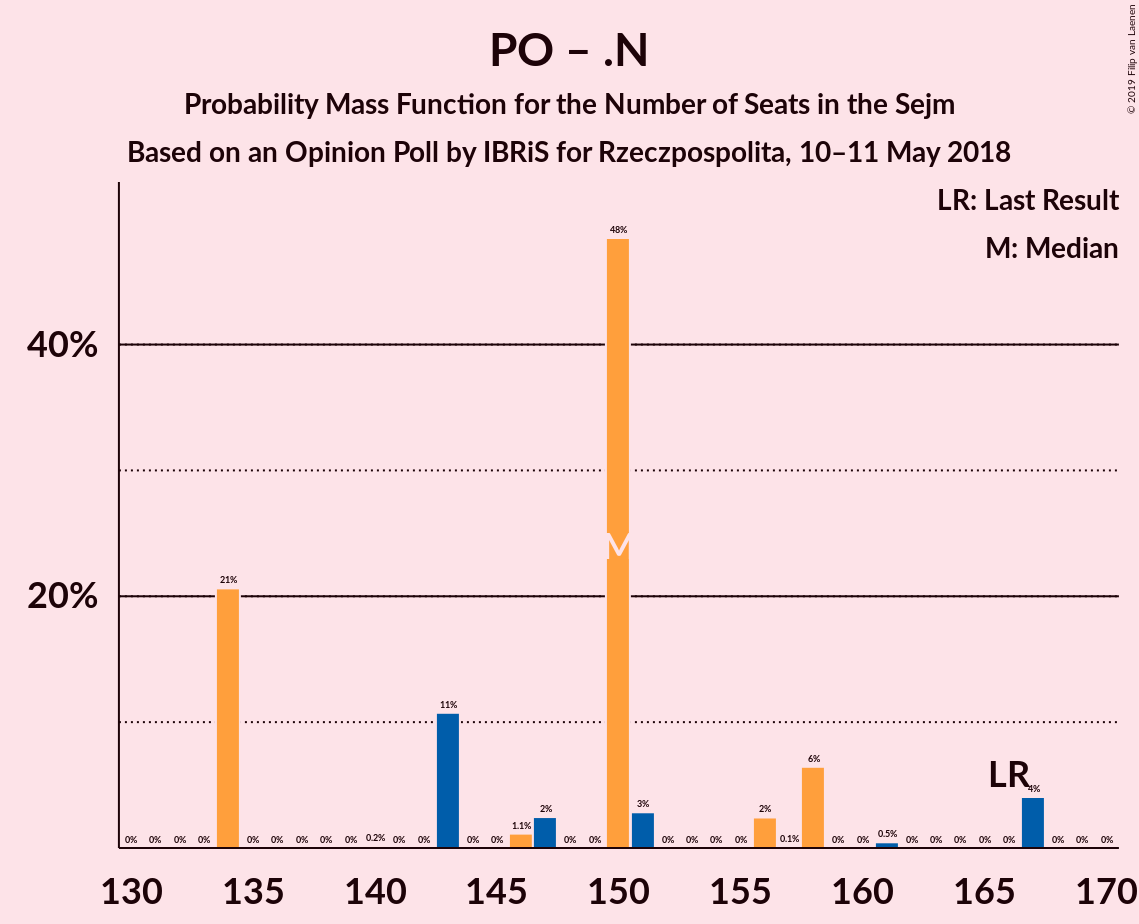 PO – .N
Probability Mass Function for the Number of Seats in the Sejm
Based on an Opinion Poll by IBRiS for Rzeczpospolita, 10–11 May 2018
© 2019 Filip van Laenen
LR: Last Result
M: Median
40%
20%
0% 0% 0% 0% 21% 0% 0% 0% 0% 0% 0.2% 0% 0% 11% 0% 0% 1.1% 2% 0% 0% 48% 3% 0% 0% 0% 0% 2% 0.1% 6% 0% 0% 0.5% 0% 0% 0% 0% 0% 4% 0% 0% 0%
M
LR
130 135 140 145 150 155 160 165 170